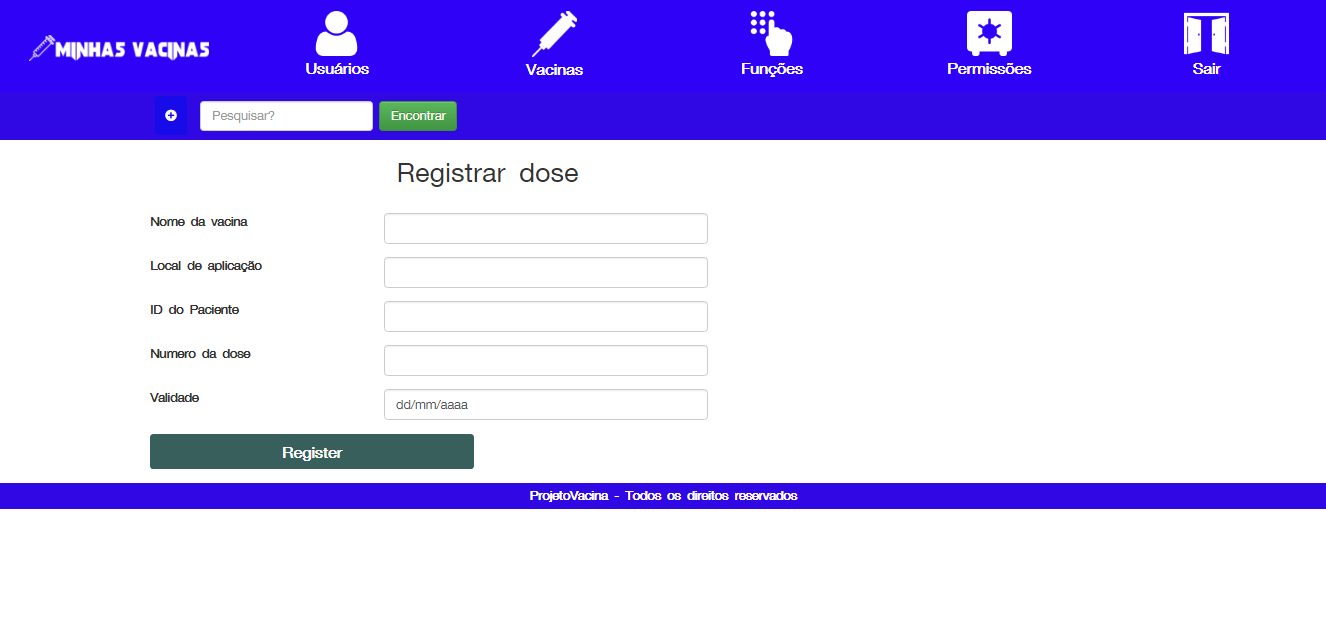 MINHAS VACINAS
Usuários
Vacinas
Funções
Permissões
Sair
Pesquisar?
Encontrar
Registrar dose
Nome da vacina
Local de aplicação
ID do Paciente
Numero da dose
Validade
dd/mm/aaaa
Register
ProjetoVacina - Todos os direitos reservados